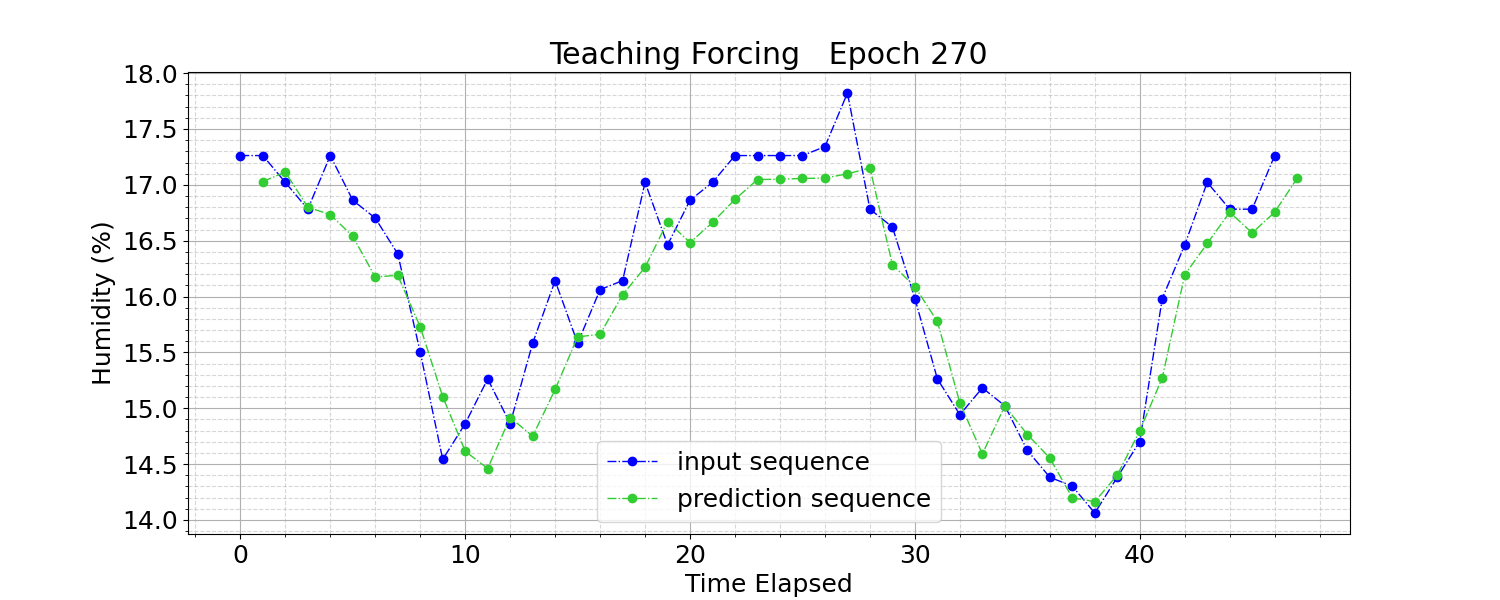 Teaching Forcing   Epoch 270
18.0
17.5
17.0
16.5
16.0
15.5
15.0
14.5
14.0
Humidity (%)
input sequence
prediction sequence
0 10 20 30 40
Time Elapsed